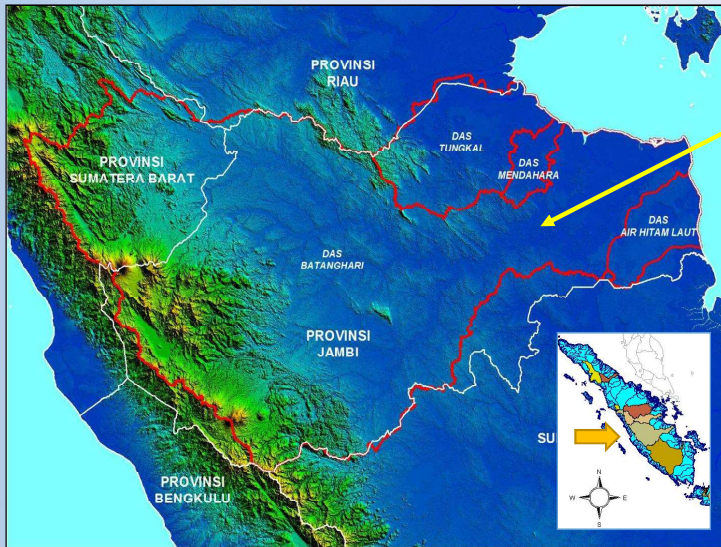 PROVINSI
RIAU
DAS
TUNGKAL
DAS
MENDAHARA
PROVINSI
SUMATERA BARAT
DAS
AIR HITAM LAUT
DAS
BATANGHARI
PROVINSI
JAMBI
PROVINSI
BENGKULU
SU
N
W
E
S